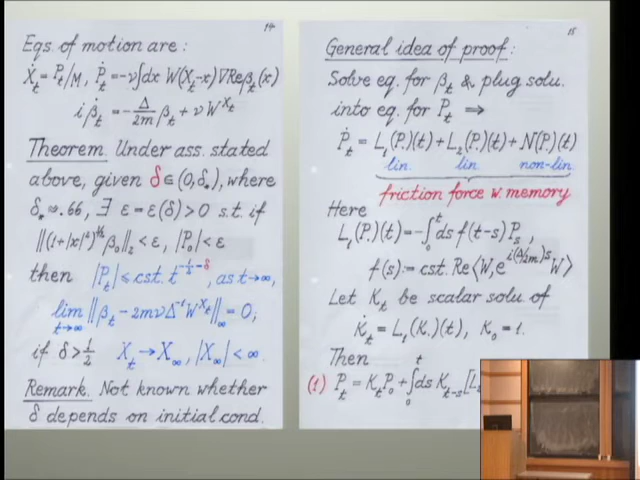 14
Eqs. of motion are:
Ẋ_t = P_t/M, Ṗ_t = -ν∫dx W(X_t-x) ∇Re β_t(x)
i β̇_t = -Δ/2m β_t + ν W^{X_t}
Theorem. Under ass. stated
above, given δ ∈ (0,δ_*), where
δ_* ≈ .66, ∃ ε = ε(δ) > 0 s.t. if
‖(1+|x|²)^{3/2} β_0‖_2 < ε, |P_0| < ε
then |P_t| ≤ cst. t^{-1/2-δ}, as t→∞,
lim_{t→∞} ‖β_t - 2mν Δ^{-1} W^{X_t}‖_∞ = 0;
if δ > 1/2 X_t → X_∞, |X_∞| < ∞.
Remark. Not known whether
δ depends on initial cond.
15
General idea of proof:
Solve eq. for β_t & plug solu.
into eq. for P_t ⇒
Ṗ_t = L_1(P.)(t) + L_2(P.)(t) + N(P.)(t)
lin. lin. non-lin.
friction force w. memory
Here
L_1(P.)(t) = -∫_0^t ds f(t-s) P_s,
f(s) := cst. Re⟨W, e^{i(Δ/2m)s} W⟩
Let K_t be scalar solu. of
K̇_t = L_1(K.)(t), K_0 = 1.
Then
(1) P_t = K_t P_0 + ∫_0^t ds K_{t-s} [L_2